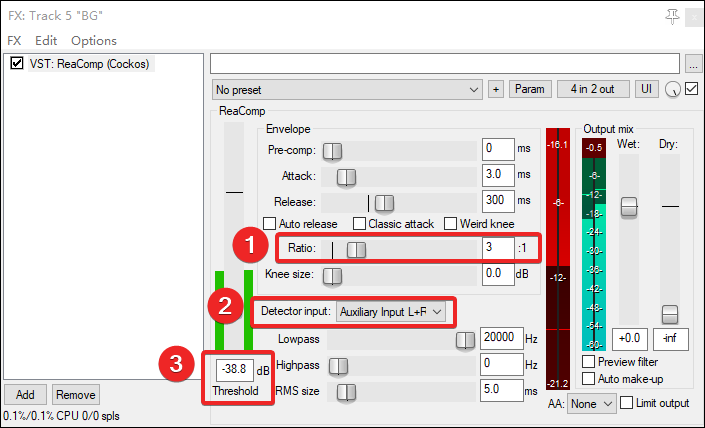 FX: Track 5 "BG"
FX Edit Options
VST: ReaComp (Cockos)
...
No preset + Param 4 in 2 out UI
ReaComp
Envelope
Pre-comp: 0 ms
Attack: 3.0 ms
Release: 300 ms
Auto release Classic attack Weird knee
1 Ratio: 3 :1
Knee size: 0.0 dB
2 Detector input: Auxiliary Input L+R
Lowpass 20000 Hz
Highpass 0 Hz
RMS size 5.0 ms
3 -38.8 dB
Threshold
-16.1
-6-
-12-
-21.2
Output mix
Wet: Dry:
-0.5
-6-
-12-
-18-
-24-
-30-
-36-
-42-
-48-
-54-
-60-
+0.0 -inf
Preview filter
Auto make-up
AA: None Limit output
Add Remove
0.1%/0.1% CPU 0/0 spls